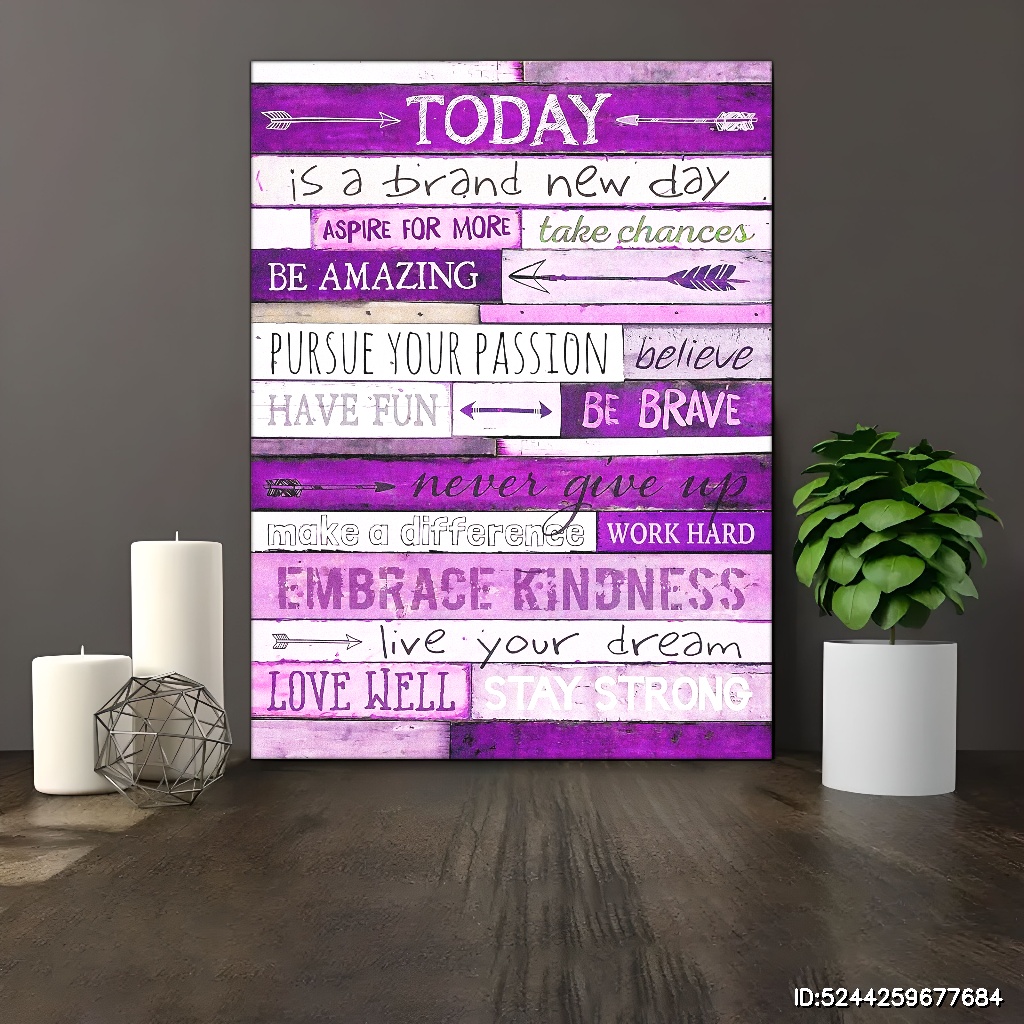 TODAY
is a brand new day
ASPIRE FOR MORE take chances
BE AMAZING
PURSUE YOUR PASSION believe
HAVE FUN BE BRAVE
never give up
make a difference WORK HARD
EMBRACE KINDNESS
live your dream
LOVE WELL STAY STRONG
ID:5244259677684